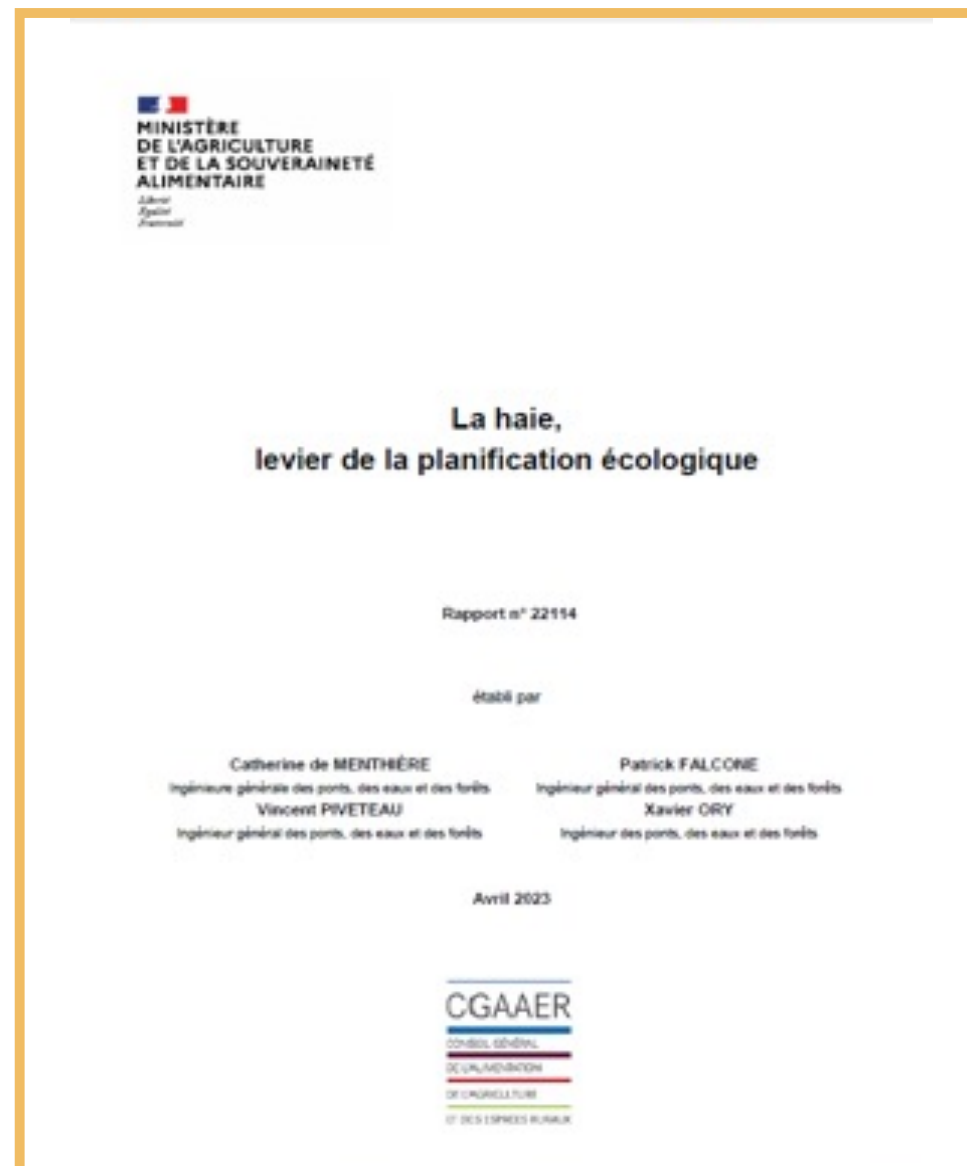 MINISTÈRE
DE L'AGRICULTURE
ET DE LA SOUVERAINETÉ
ALIMENTAIRE
Liberté
Égalité
Fraternité
La haie,
levier de la planification écologique
Rapport n° 22114
établi par
Catherine de MENTHIÈRE
Ingénieure générale des ponts, des eaux et des forêts
Vincent PIVETEAU
Ingénieur général des ponts, des eaux et des forêts
Patrick FALCONE
Ingénieur général des ponts, des eaux et des forêts
Xavier ORY
Ingénieur des ponts, des eaux et des forêts
Avril 2023
CGAAER
CONSEIL GÉNÉRAL
DE L'ALIMENTATION
DE L'AGRICULTURE
ET DES ESPACES RURAUX